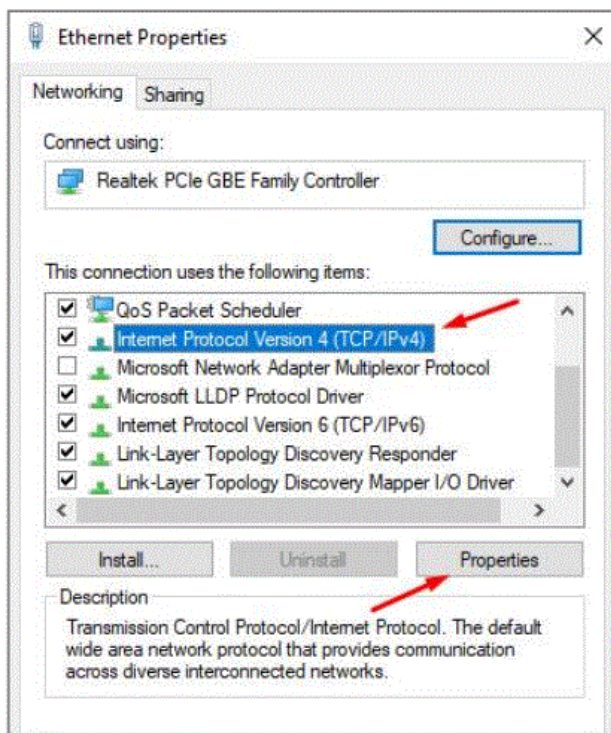 Ethernet Properties
Networking
Sharing
Connect using:
Realtek PCIe GBE Family Controller
Configure...
This connection uses the following items:
QoS Packet Scheduler
Internet Protocol Version 4 (TCP/IPv4)
Microsoft Network Adapter Multiplexor Protocol
Microsoft LLDP Protocol Driver
Internet Protocol Version 6 (TCP/IPv6)
Link-Layer Topology Discovery Responder
Link-Layer Topology Discovery Mapper I/O Driver
Install...
Uninstall
Properties
Description
Transmission Control Protocol/Internet Protocol. The default
wide area network protocol that provides communication
across diverse interconnected networks.